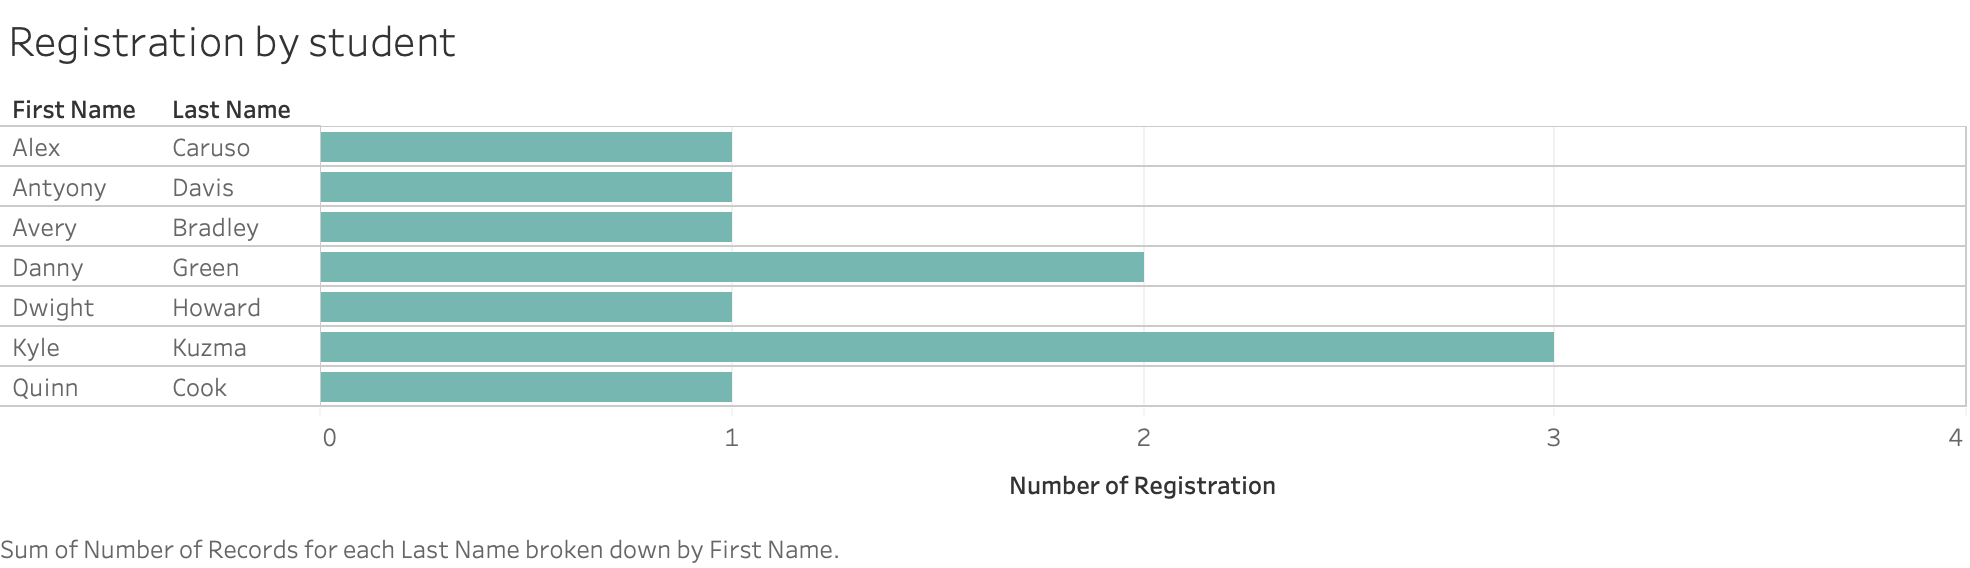 Registration by student
First Name Last Name
Alex Caruso
Antyony Davis
Avery Bradley
Danny Green
Dwight Howard
Kyle Kuzma
Quinn Cook
0 1 2 3 4
Number of Registration
Sum of Number of Records for each Last Name broken down by First Name.